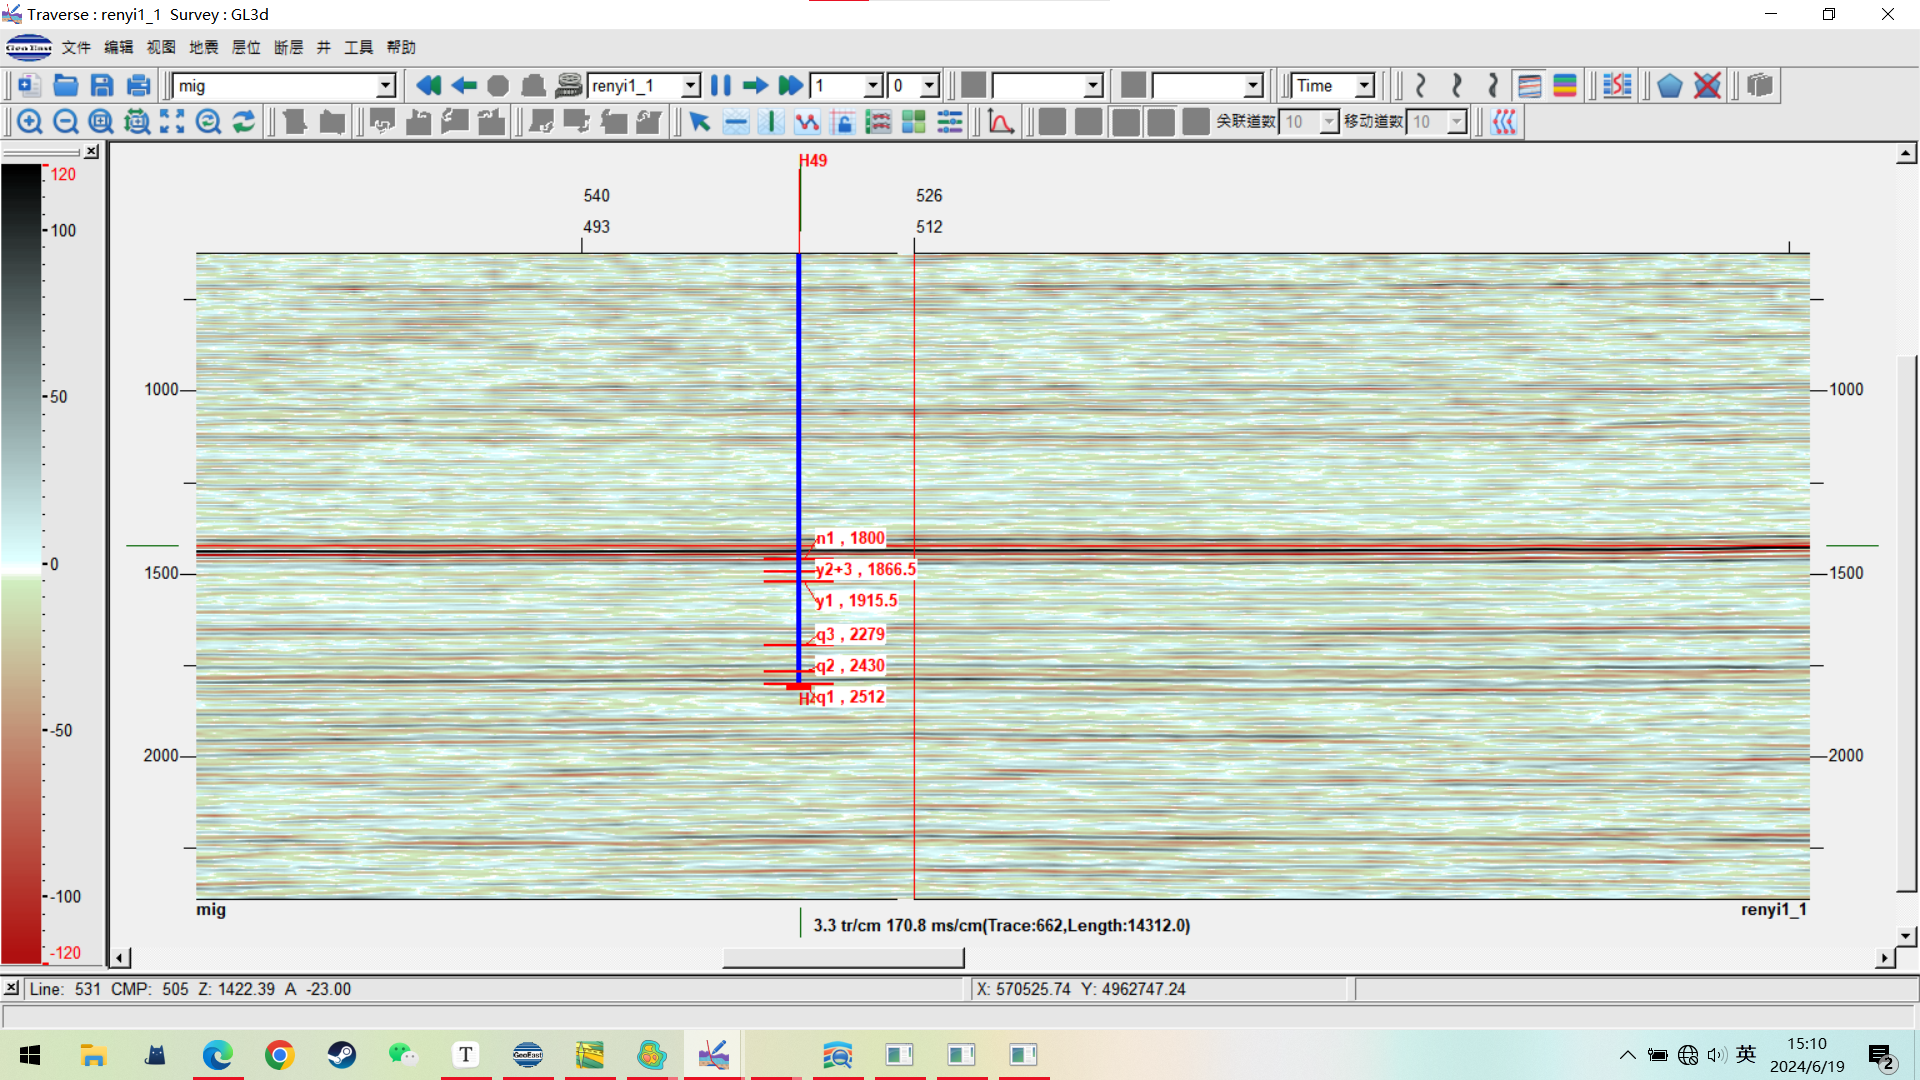 Traverse : renyi1_1  Survey : GL3d
GeoEast 文件 编辑 视图 地震 层位 断层 井 工具 帮助
mig renyi1_1 1 0 Time
关联道数 10 移动道数 10
H49
540 526
493 512
120
100
50
0
-50
-100
-120
1000 1000
n1 , 1800
1500 y2+3 , 1866.5 1500
y1 , 1915.5
q3 , 2279
q2 , 2430
q1 , 2512
2000 2000
mig renyi1_1
3.3 tr/cm 170.8 ms/cm(Trace:662,Length:14312.0)
Line: 531 CMP: 505 Z: 1422.39 A -23.00 X: 570525.74 Y: 4962747.24
T GeoEast 英 15:10
2024/6/19 2